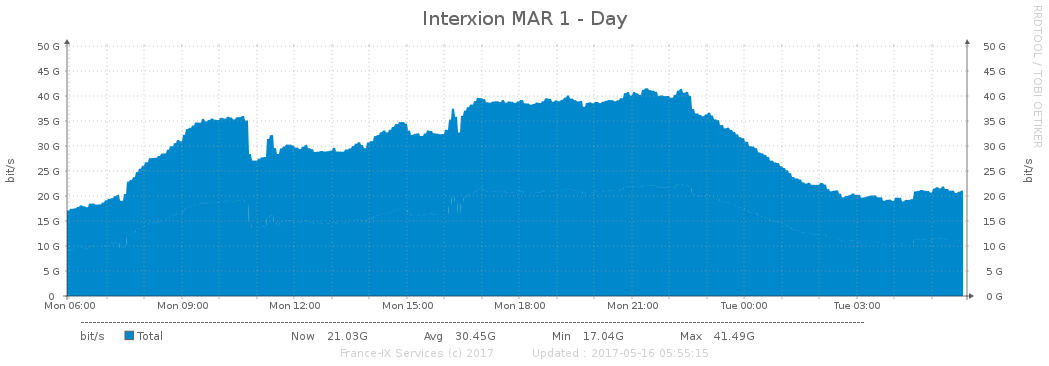 Interxion MAR 1 - Day
RRDTOOL / TOBI OETIKER
50 G 50 G
45 G 45 G
40 G 40 G
35 G 35 G
30 G 30 G
25 G 25 G
20 G 20 G
15 G 15 G
10 G 10 G
5 G 5 G
0 0 G
bit/s bit/s
Mon 06:00 Mon 09:00 Mon 12:00 Mon 15:00 Mon 18:00 Mon 21:00 Tue 00:00 Tue 03:00
bit/s Total Now 21.03G Avg 30.45G Min 17.04G Max 41.49G
France-IX Services (c) 2017 Updated : 2017-05-16 05:55:15